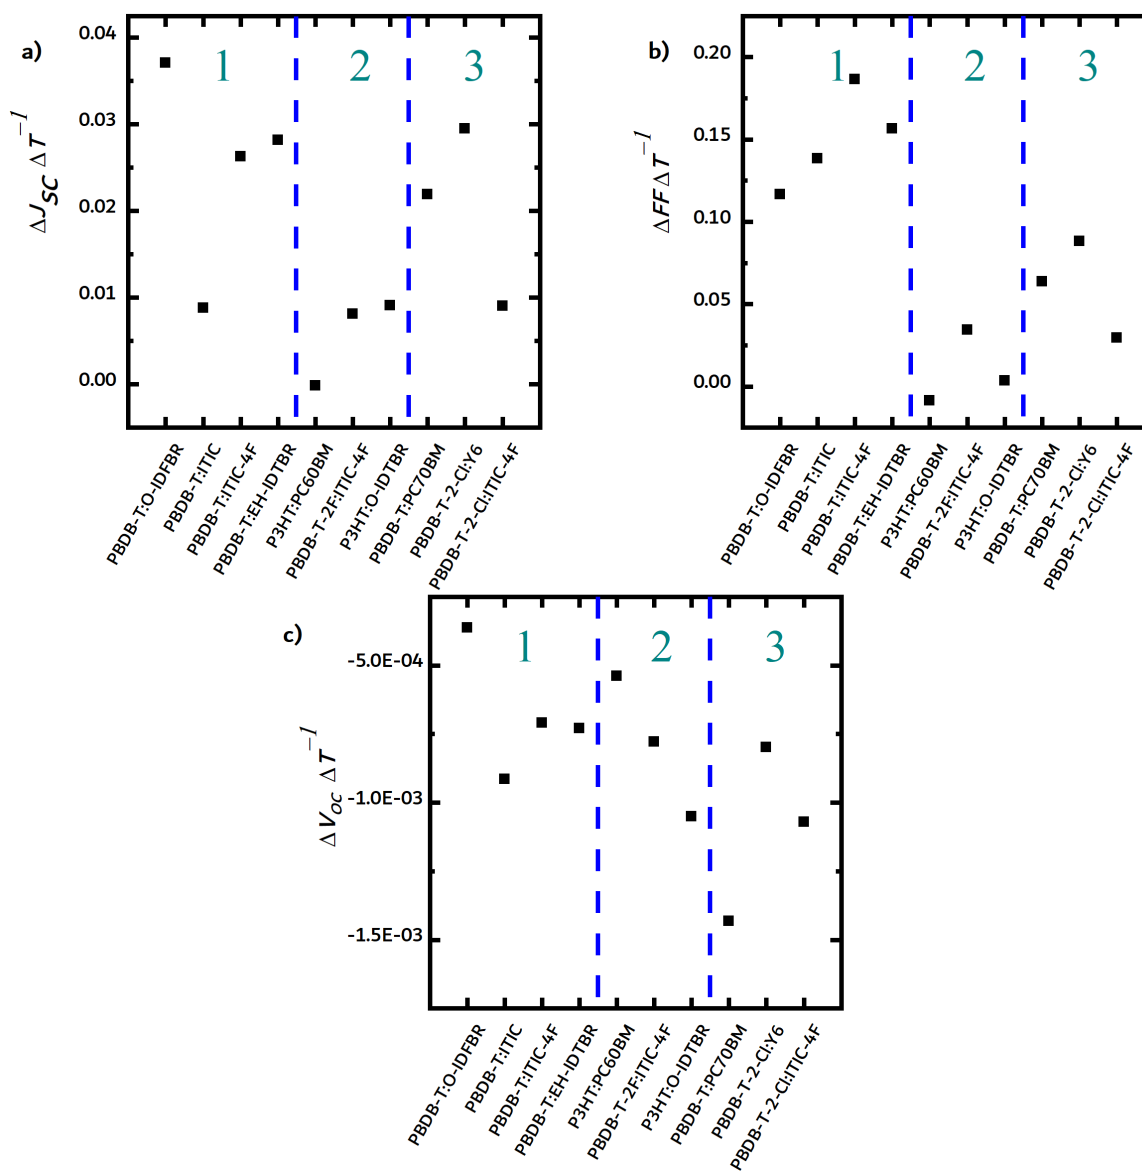 a)
1 2 3
ΔJSC ΔT−1
0.04
0.03
0.02
0.01
0.00
PBDB-T:O-IDFBR
PBDB-T:ITIC
PBDB-T:ITIC-4F
PBDB-T:EH-IDTBR
P3HT:PC60BM
PBDB-T-2F:ITIC-4F
P3HT:O-IDTBR
PBDB-T:PC70BM
PBDB-T-2-Cl:Y6
PBDB-T-2-Cl:ITIC-4F
b)
1 2 3
ΔFF ΔT−1
0.20
0.15
0.10
0.05
0.00
PBDB-T:O-IDFBR
PBDB-T:ITIC
PBDB-T:ITIC-4F
PBDB-T:EH-IDTBR
P3HT:PC60BM
PBDB-T-2F:ITIC-4F
P3HT:O-IDTBR
PBDB-T:PC70BM
PBDB-T-2-Cl:Y6
PBDB-T-2-Cl:ITIC-4F
c)
1 2 3
ΔVOC ΔT−1
-5.0E-04
-1.0E-03
-1.5E-03
PBDB-T:O-IDFBR
PBDB-T:ITIC
PBDB-T:ITIC-4F
PBDB-T:EH-IDTBR
P3HT:PC60BM
PBDB-T-2F:ITIC-4F
P3HT:O-IDTBR
PBDB-T:PC70BM
PBDB-T-2-Cl:Y6
PBDB-T-2-Cl:ITIC-4F